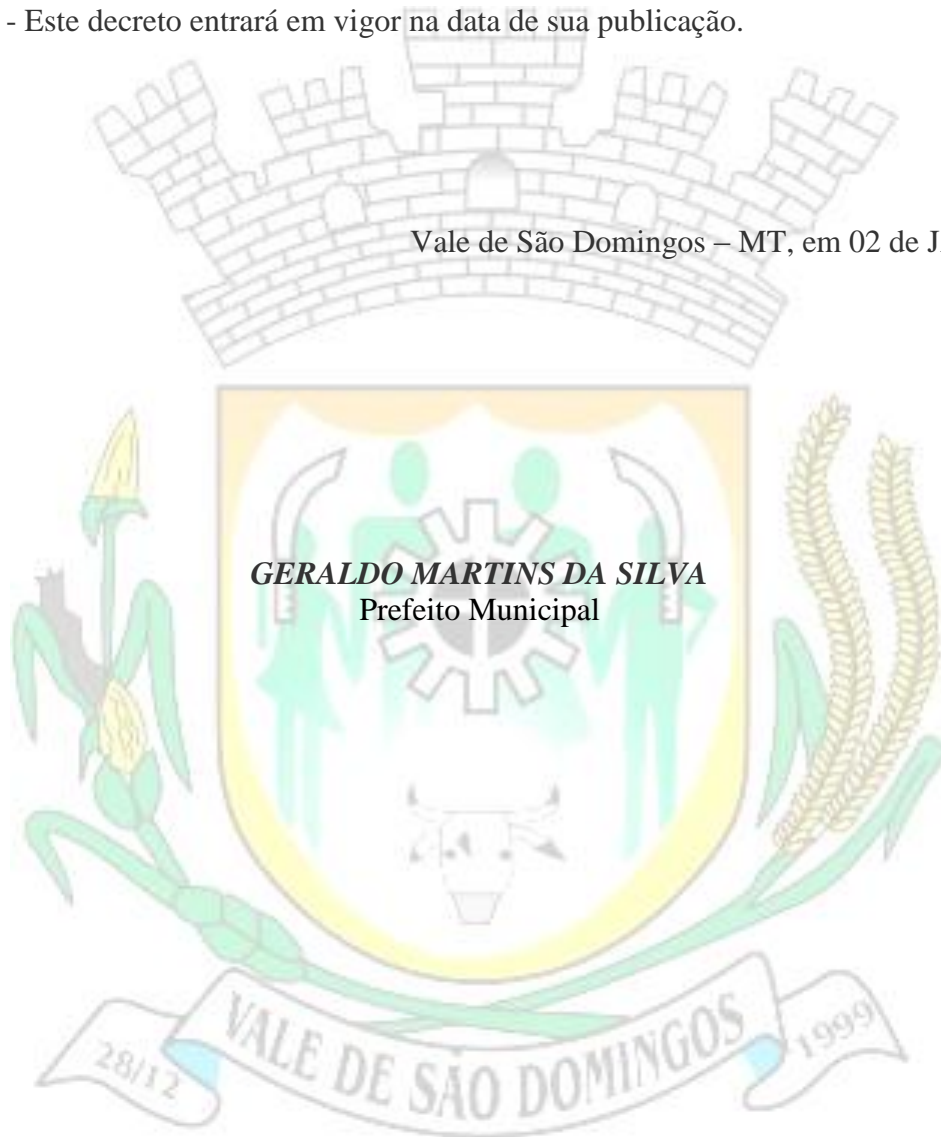 - Este decreto entrará em vigor na data de sua publicação.
Vale de São Domingos – MT, em 02 de
GERALDO MARTINS DA SILVA
Prefeito Municipal
28/12
VALE DE SÃO DOMINGOS
1999